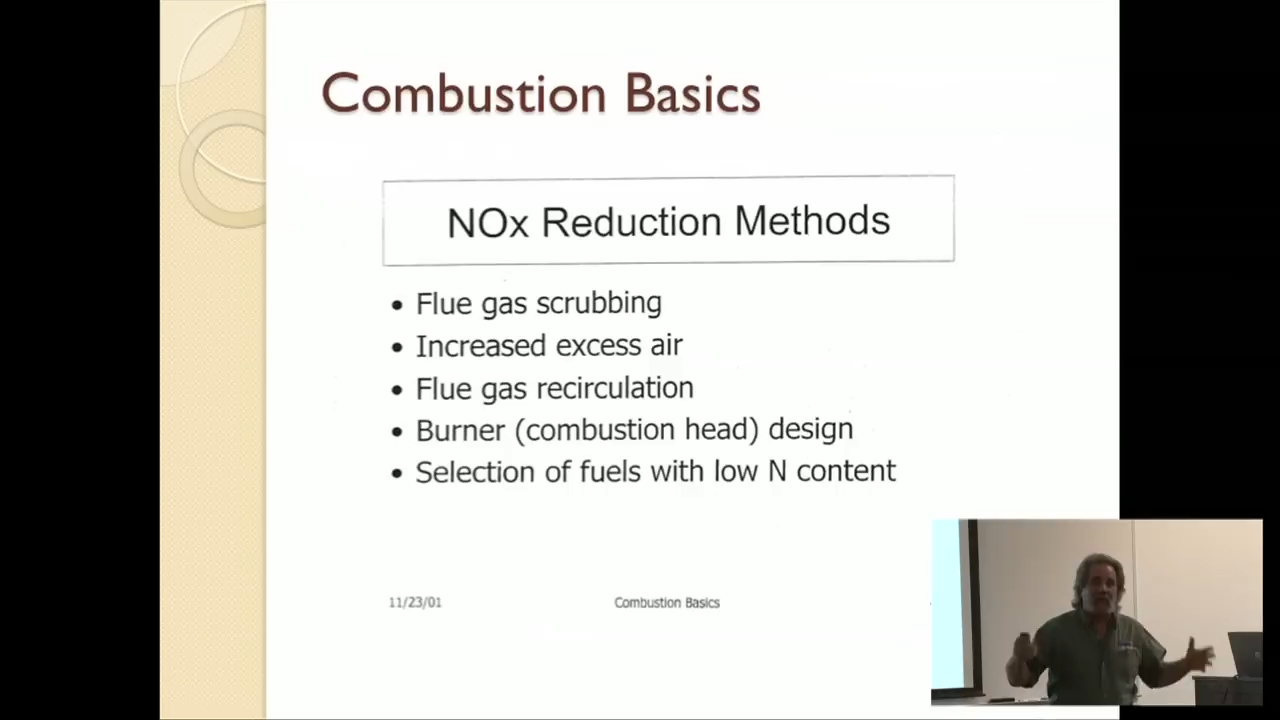 Combustion Basics
NOx Reduction Methods
• Flue gas scrubbing
• Increased excess air
• Flue gas recirculation
• Burner (combustion head) design
• Selection of fuels with low N content
11/23/01
Combustion Basics